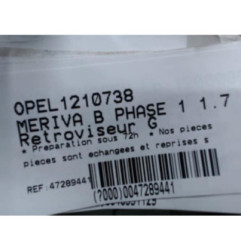 OPEL1210738
MERIVA B PHASE 1 1.7
Retroviseur G
* Preparation sous 72h * Nos pieces
pieces sont echangees et reprises s
REF:47289441
(7000)0047289441